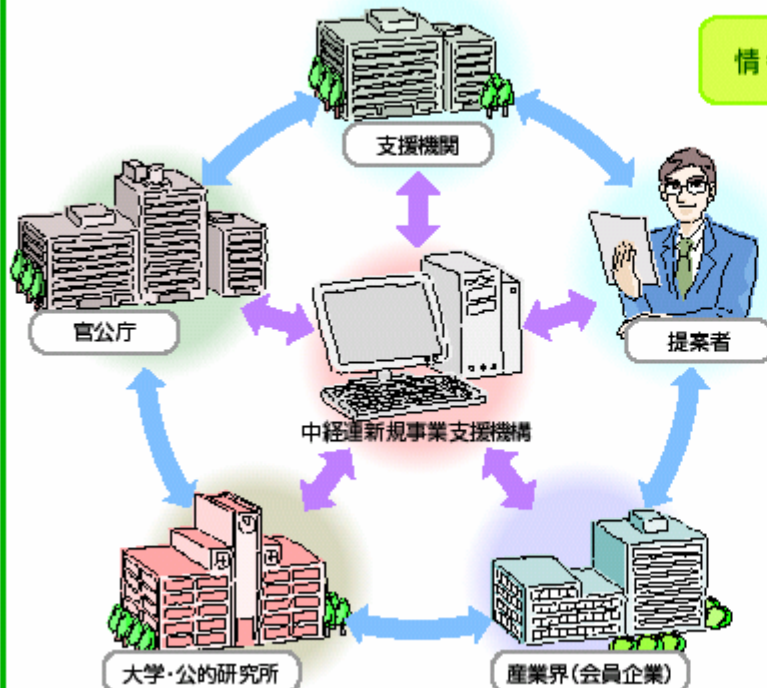 情
支援機関
官公庁
提案者
中経連新規事業支援機構
大学・公的研究所
産業界(会員企業)